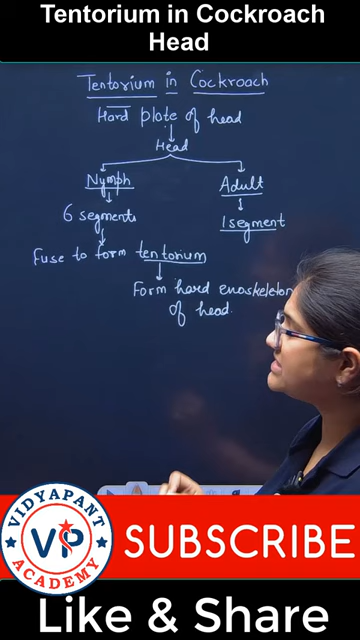 Tentorium in Cockroach
Head
Tentorium in Cockroach
Hard plate of head
Head
Nymph
Adult
6 segments
1 segment
Fuse to form tentorium
Form hard enoskeleton
of head.
VIDYAPANT
VP
ACADEMY
SUBSCRIBE
Like & Share